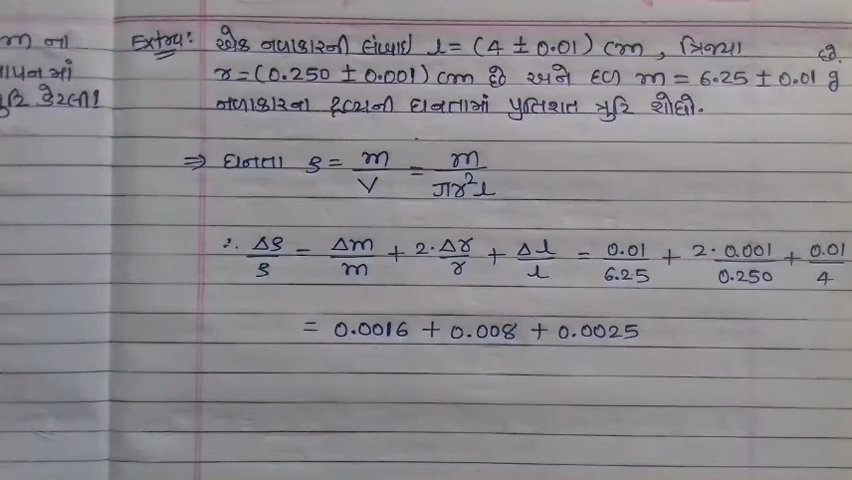 m ના
માં
Extra: એક નળાકારની લંબાઈ l = (4 ± 0.01) cm, ત્રિજ્યા
r = (0.250 ± 0.001) cm છે અને દળ m = 6.25 ± 0.01 g છે.
નળાકારના દ્રવ્યની ઘનતામાં પ્રતિશત ત્રુટિ શોધો.
⇒ ઘનતા ρ = m/V = m/πr²l
∴ Δρ/ρ = Δm/m + 2·Δr/r + Δl/l = 0.01/6.25 + 2·0.001/0.250 + 0.01/4
= 0.0016 + 0.008 + 0.0025